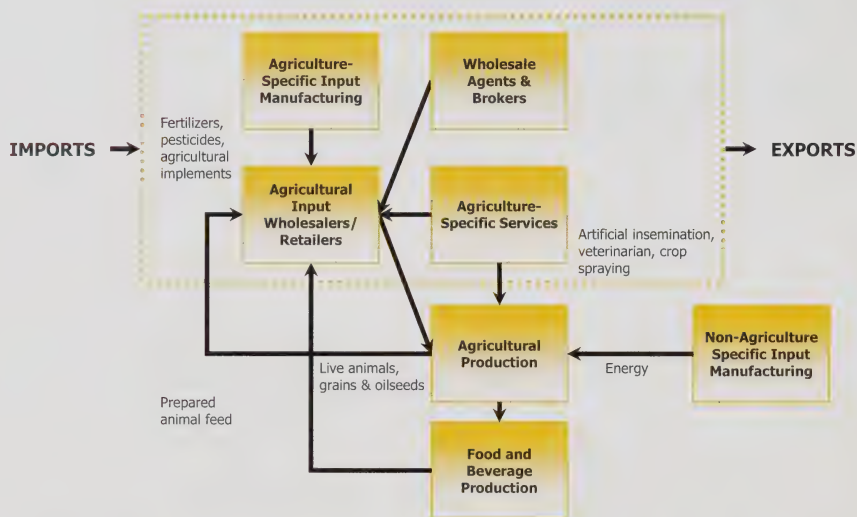 Agriculture-
Specific Input
Manufacturing
Wholesale
Agents &
Brokers
IMPORTS
Fertilizers,
pesticides,
agricultural
implements
EXPORTS
Agricultural
Input
Wholesalers/
Retailers
Agriculture-
Specific Services
Artificial insemination,
veterinarian, crop
spraying
Agricultural
Production
Non-Agriculture
Specific Input
Manufacturing
Live animals,
grains & oilseeds
Energy
Prepared
animal feed
Food and
Beverage
Production